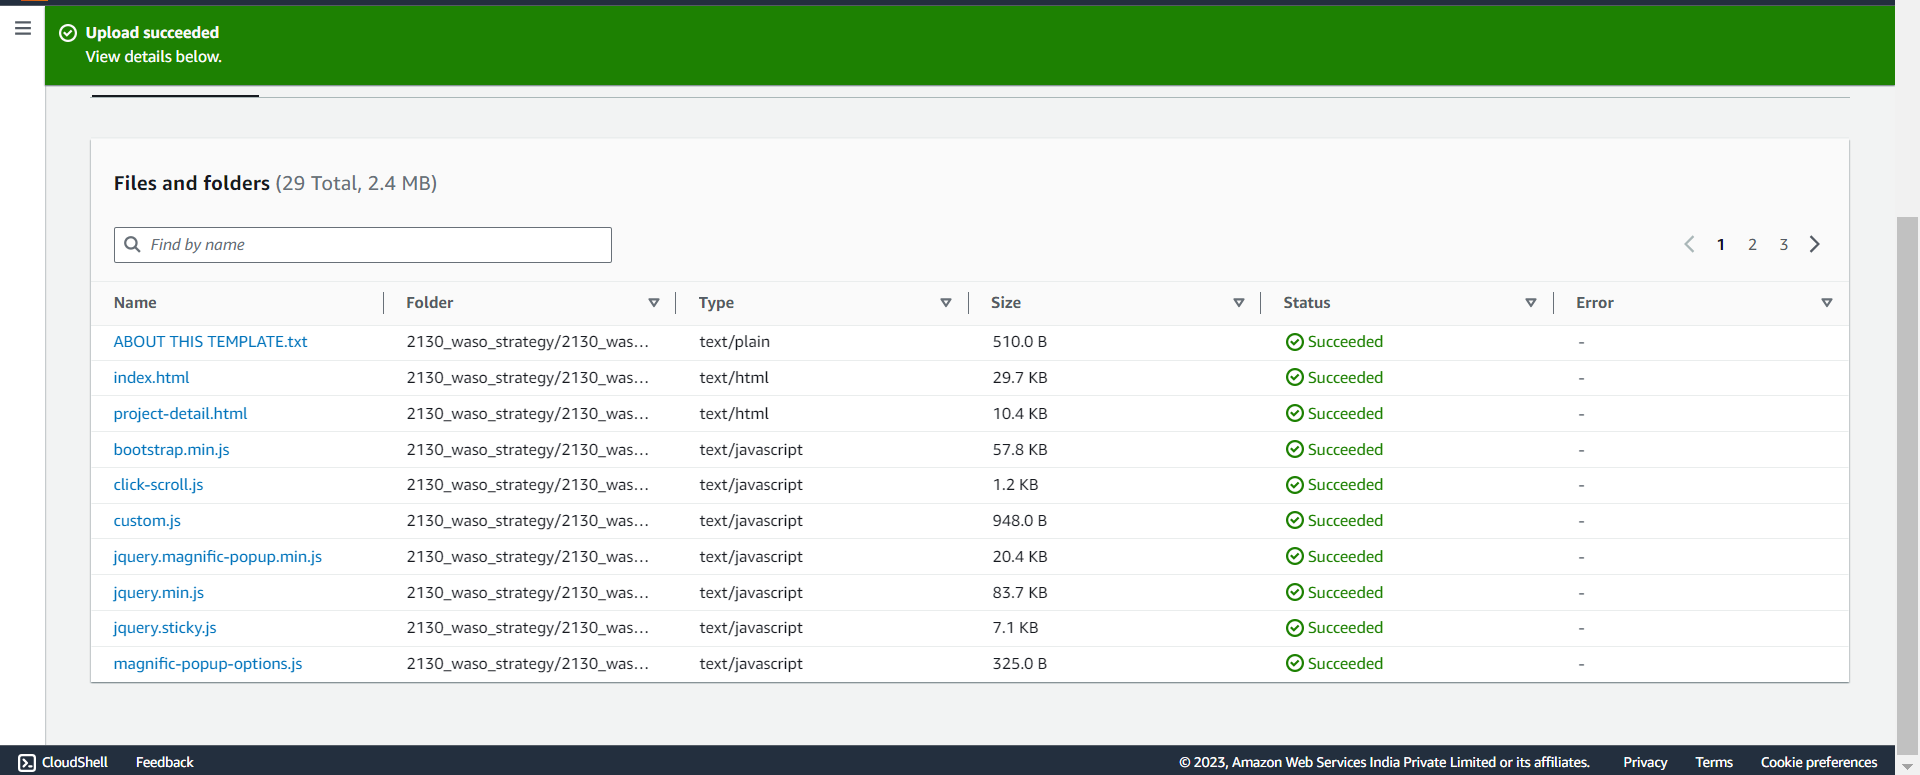 Upload succeeded
View details below.
Files and folders (29 Total, 2.4 MB)
Find by name
1 2 3
Name Folder Type Size Status Error
ABOUT THIS TEMPLATE.txt 2130_waso_strategy/2130_was... text/plain 510.0 B Succeeded -
index.html 2130_waso_strategy/2130_was... text/html 29.7 KB Succeeded -
project-detail.html 2130_waso_strategy/2130_was... text/html 10.4 KB Succeeded -
bootstrap.min.js 2130_waso_strategy/2130_was... text/javascript 57.8 KB Succeeded -
click-scroll.js 2130_waso_strategy/2130_was... text/javascript 1.2 KB Succeeded -
custom.js 2130_waso_strategy/2130_was... text/javascript 948.0 B Succeeded -
jquery.magnific-popup.min.js 2130_waso_strategy/2130_was... text/javascript 20.4 KB Succeeded -
jquery.min.js 2130_waso_strategy/2130_was... text/javascript 83.7 KB Succeeded -
jquery.sticky.js 2130_waso_strategy/2130_was... text/javascript 7.1 KB Succeeded -
magnific-popup-options.js 2130_waso_strategy/2130_was... text/javascript 325.0 B Succeeded -
CloudShell Feedback © 2023, Amazon Web Services India Private Limited or its affiliates. Privacy Terms Cookie preferences